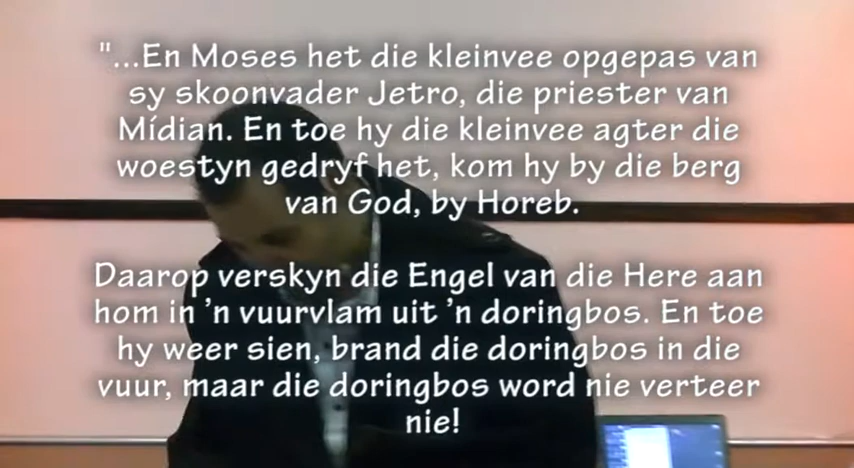 "...En Moses het die kleinvee opgepas van
sy skoonvader Jetro, die priester van
Mídian. En toe hy die kleinvee agter die
woestyn gedryf het, kom hy by die berg
van God, by Horeb.
Daarop verskyn die Engel van die Here aan
hom in 'n vuurvlam uit 'n doringbos. En toe
hy weer sien, brand die doringbos in die
vuur, maar die doringbos word nie verteer
nie!